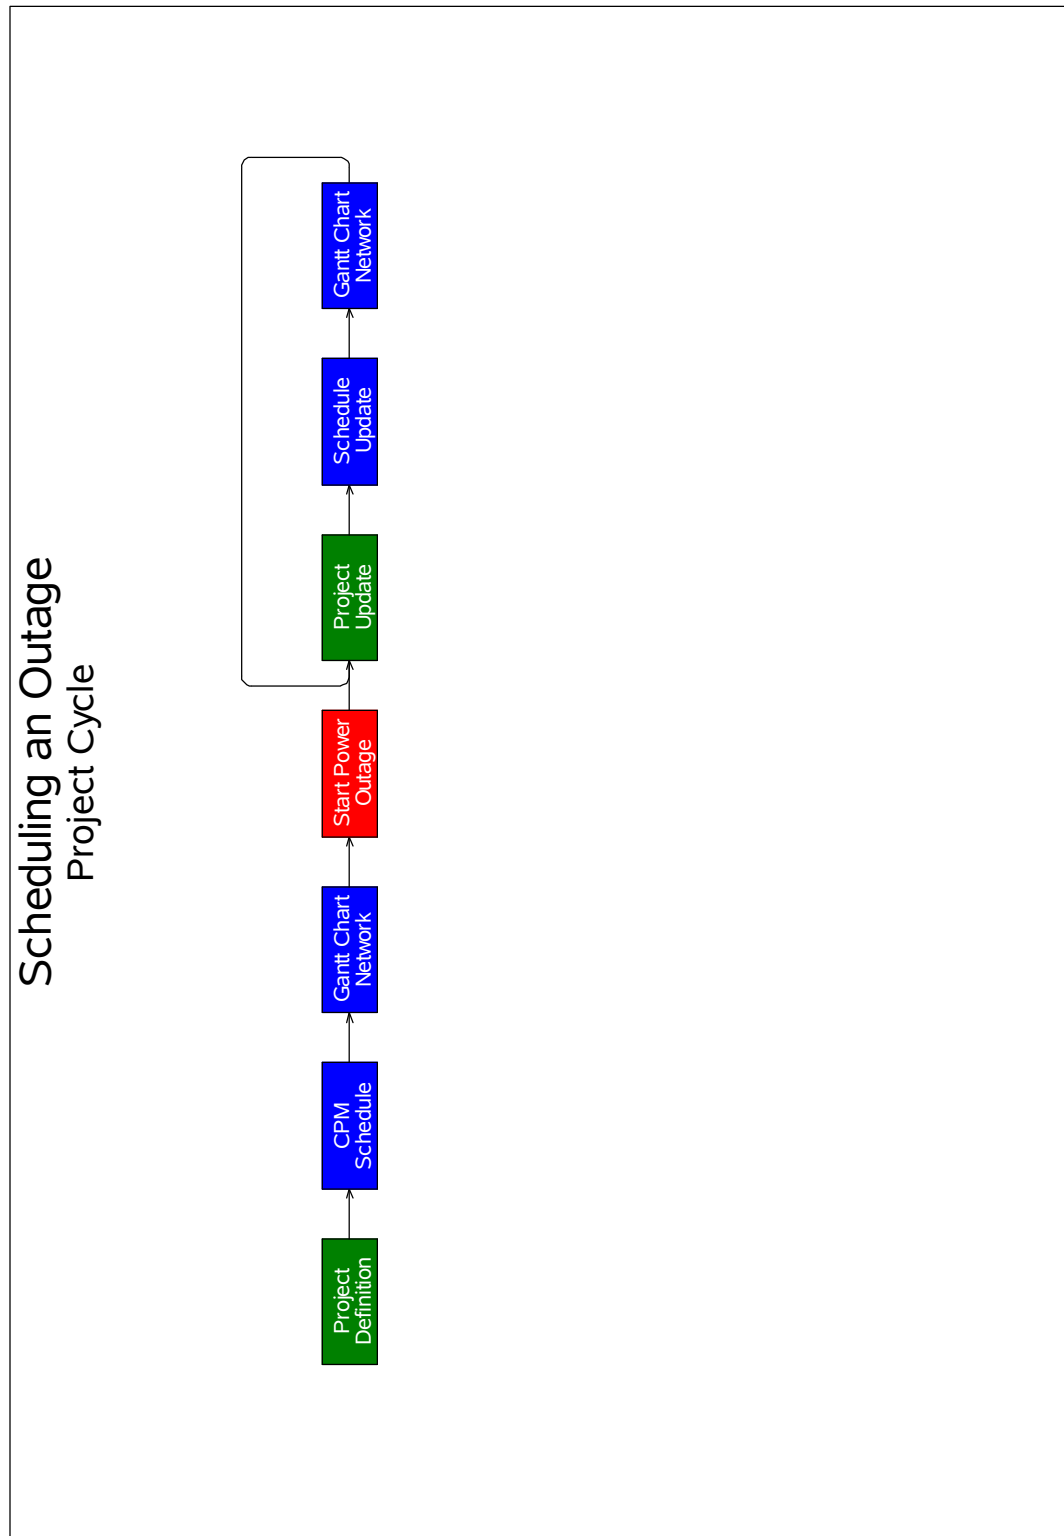 Scheduling an Outage
Project Cycle
Project
Definition
CPM
Schedule
Gantt Chart
Network
Start Power
Outage
Project
Update
Schedule
Update
Gantt Chart
Network